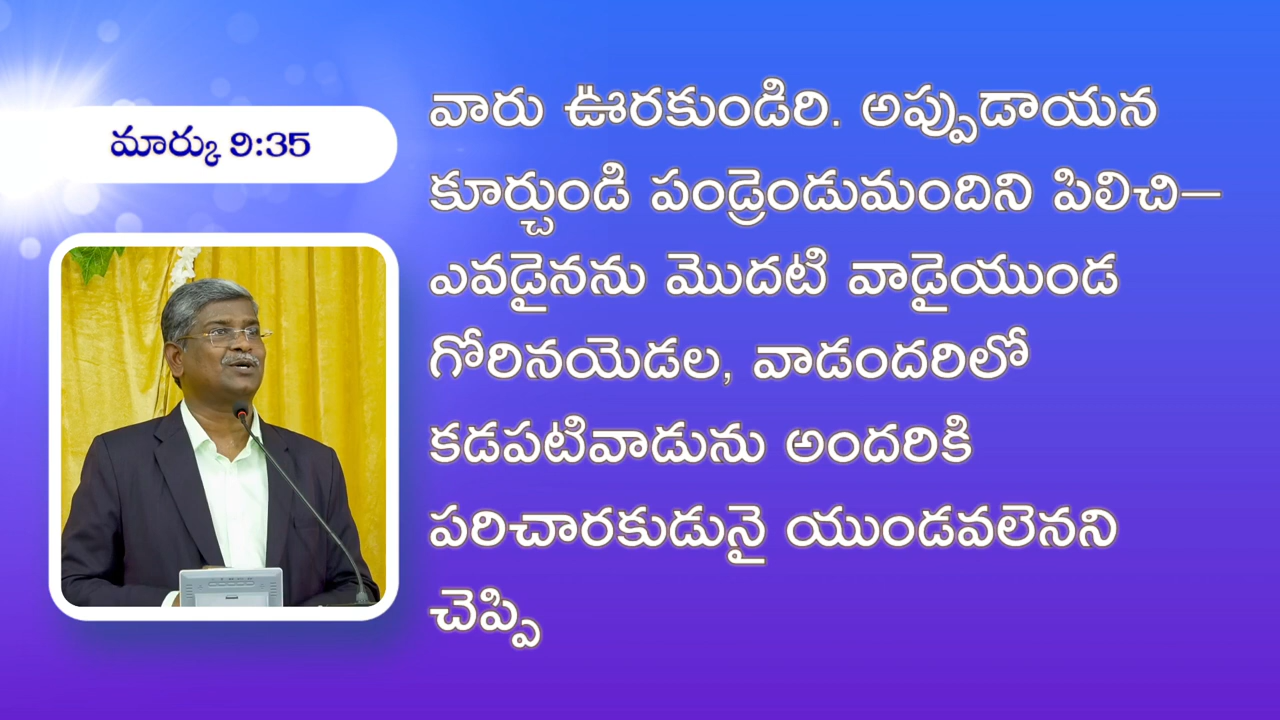 మార్కు 9:35
వారు ఊరకుండిరి. అప్పుడాయన
కూర్చుండి పండ్రెండుమందిని పిలిచి–
ఎవడైనను మొదటి వాడైయుండ
గోరినయెడల, వాడందరిలో
కడపటివాడును అందరికి
పరిచారకుడునై యుండవలెనని
చెప్పి